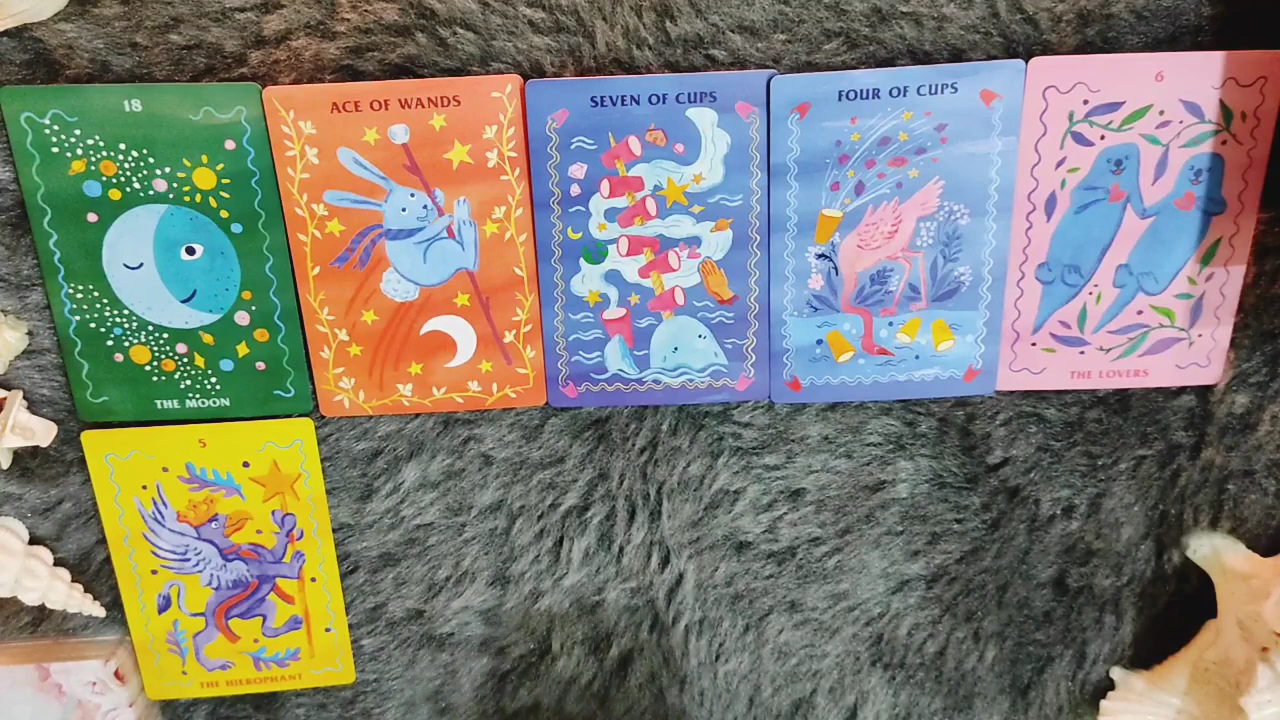 18
THE MOON
ACE OF WANDS
SEVEN OF CUPS
FOUR OF CUPS
6
THE LOVERS
5
THE HIEROPHANT